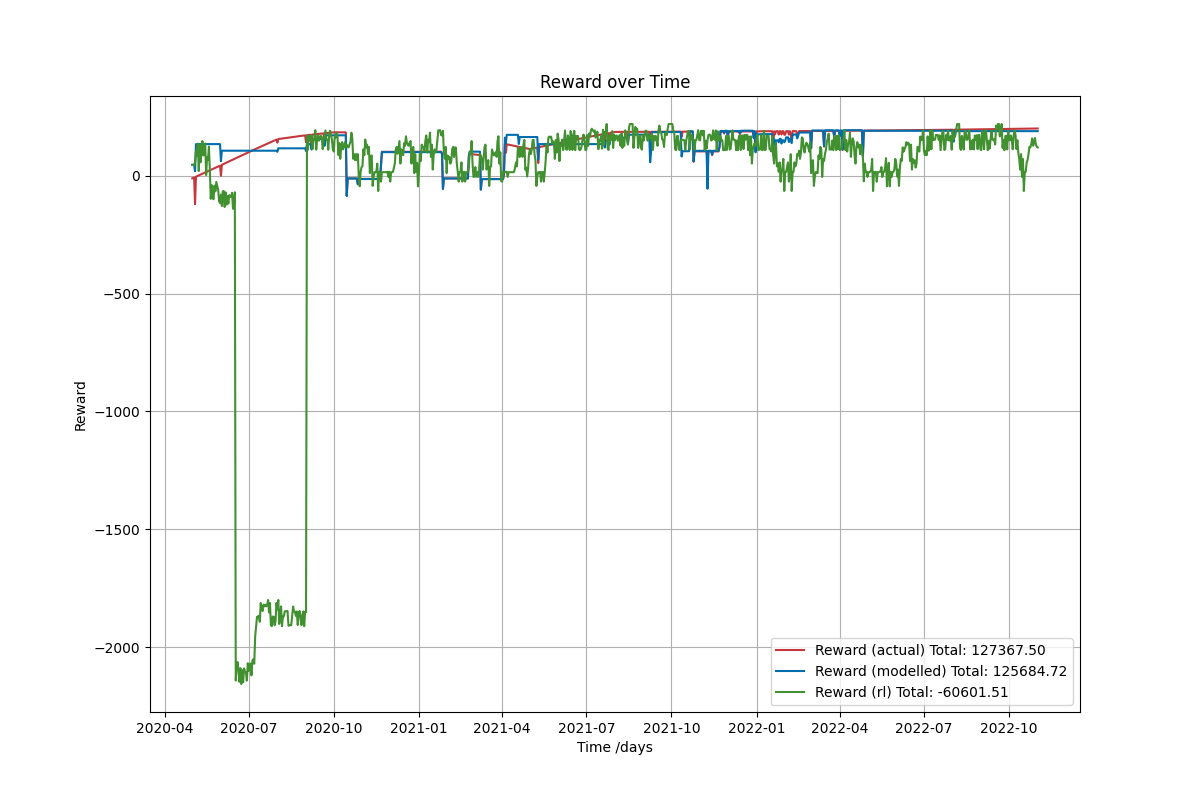 Reward over Time
Reward
0
−500
−1000
−1500
−2000
Reward (actual) Total: 127367.50
Reward (modelled) Total: 125684.72
Reward (rl) Total: -60601.51
2020-04 2020-07 2020-10 2021-01 2021-04 2021-07 2021-10 2022-01 2022-04 2022-07 2022-10
Time /days